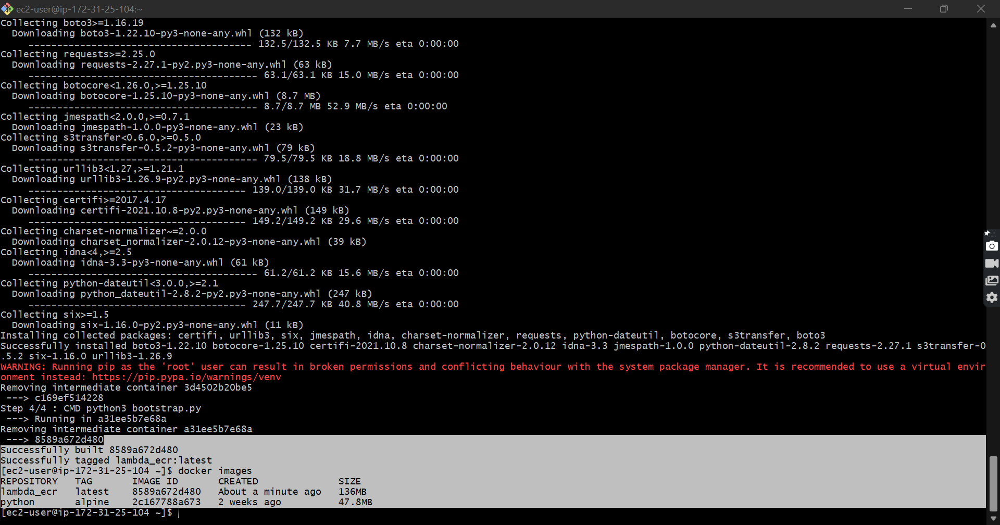 ec2-user@ip-172-31-25-104:~
Collecting boto3>=1.16.19
  Downloading boto3-1.22.10-py3-none-any.whl (132 kB)
     --------------------------------------- 132.5/132.5 KB 7.7 MB/s eta 0:00:00
Collecting requests>=2.25.0
  Downloading requests-2.27.1-py2.py3-none-any.whl (63 kB)
     ---------------------------------------- 63.1/63.1 KB 15.0 MB/s eta 0:00:00
Collecting botocore<1.26.0,>=1.25.10
  Downloading botocore-1.25.10-py3-none-any.whl (8.7 MB)
     ---------------------------------------- 8.7/8.7 MB 52.9 MB/s eta 0:00:00
Collecting jmespath<2.0.0,>=0.7.1
  Downloading jmespath-1.0.0-py3-none-any.whl (23 kB)
Collecting s3transfer<0.6.0,>=0.5.0
  Downloading s3transfer-0.5.2-py3-none-any.whl (79 kB)
     ---------------------------------------- 79.5/79.5 KB 18.8 MB/s eta 0:00:00
Collecting urllib3<1.27,>=1.21.1
  Downloading urllib3-1.26.9-py2.py3-none-any.whl (138 kB)
     -------------------------------------- 139.0/139.0 KB 31.7 MB/s eta 0:00:00
Collecting certifi>=2017.4.17
  Downloading certifi-2021.10.8-py2.py3-none-any.whl (149 kB)
     -------------------------------------- 149.2/149.2 KB 29.6 MB/s eta 0:00:00
Collecting charset-normalizer~=2.0.0
  Downloading charset_normalizer-2.0.12-py3-none-any.whl (39 kB)
Collecting idna<4,>=2.5
  Downloading idna-3.3-py3-none-any.whl (61 kB)
     ---------------------------------------- 61.2/61.2 KB 15.6 MB/s eta 0:00:00
Collecting python-dateutil<3.0.0,>=2.1
  Downloading python_dateutil-2.8.2-py2.py3-none-any.whl (247 kB)
     -------------------------------------- 247.7/247.7 KB 40.8 MB/s eta 0:00:00
Collecting six>=1.5
  Downloading six-1.16.0-py2.py3-none-any.whl (11 kB)
Installing collected packages: certifi, urllib3, six, jmespath, idna, charset-normalizer, requests, python-dateutil, botocore, s3transfer, boto3
Successfully installed boto3-1.22.10 botocore-1.25.10 certifi-2021.10.8 charset-normalizer-2.0.12 idna-3.3 jmespath-1.0.0 python-dateutil-2.8.2 requests-2.27.1 s3transfer-0
.5.2 six-1.16.0 urllib3-1.26.9
WARNING: Running pip as the 'root' user can result in broken permissions and conflicting behaviour with the system package manager. It is recommended to use a virtual envir
onment instead: https://pip.pypa.io/warnings/venv
Removing intermediate container 3d4502b20be5
 ---> c169ef514228
Step 4/4 : CMD python3 bootstrap.py
 ---> Running in a31ee5b7e68a
Removing intermediate container a31ee5b7e68a
 ---> 8589a672d480
Successfully built 8589a672d480
Successfully tagged lambda_ecr:latest
[ec2-user@ip-172-31-25-104 ~]$ docker images
REPOSITORY   TAG       IMAGE ID       CREATED              SIZE
lambda_ecr   latest    8589a672d480   About a minute ago   136MB
python       alpine    2c167788a673   2 weeks ago          47.8MB
[ec2-user@ip-172-31-25-104 ~]$